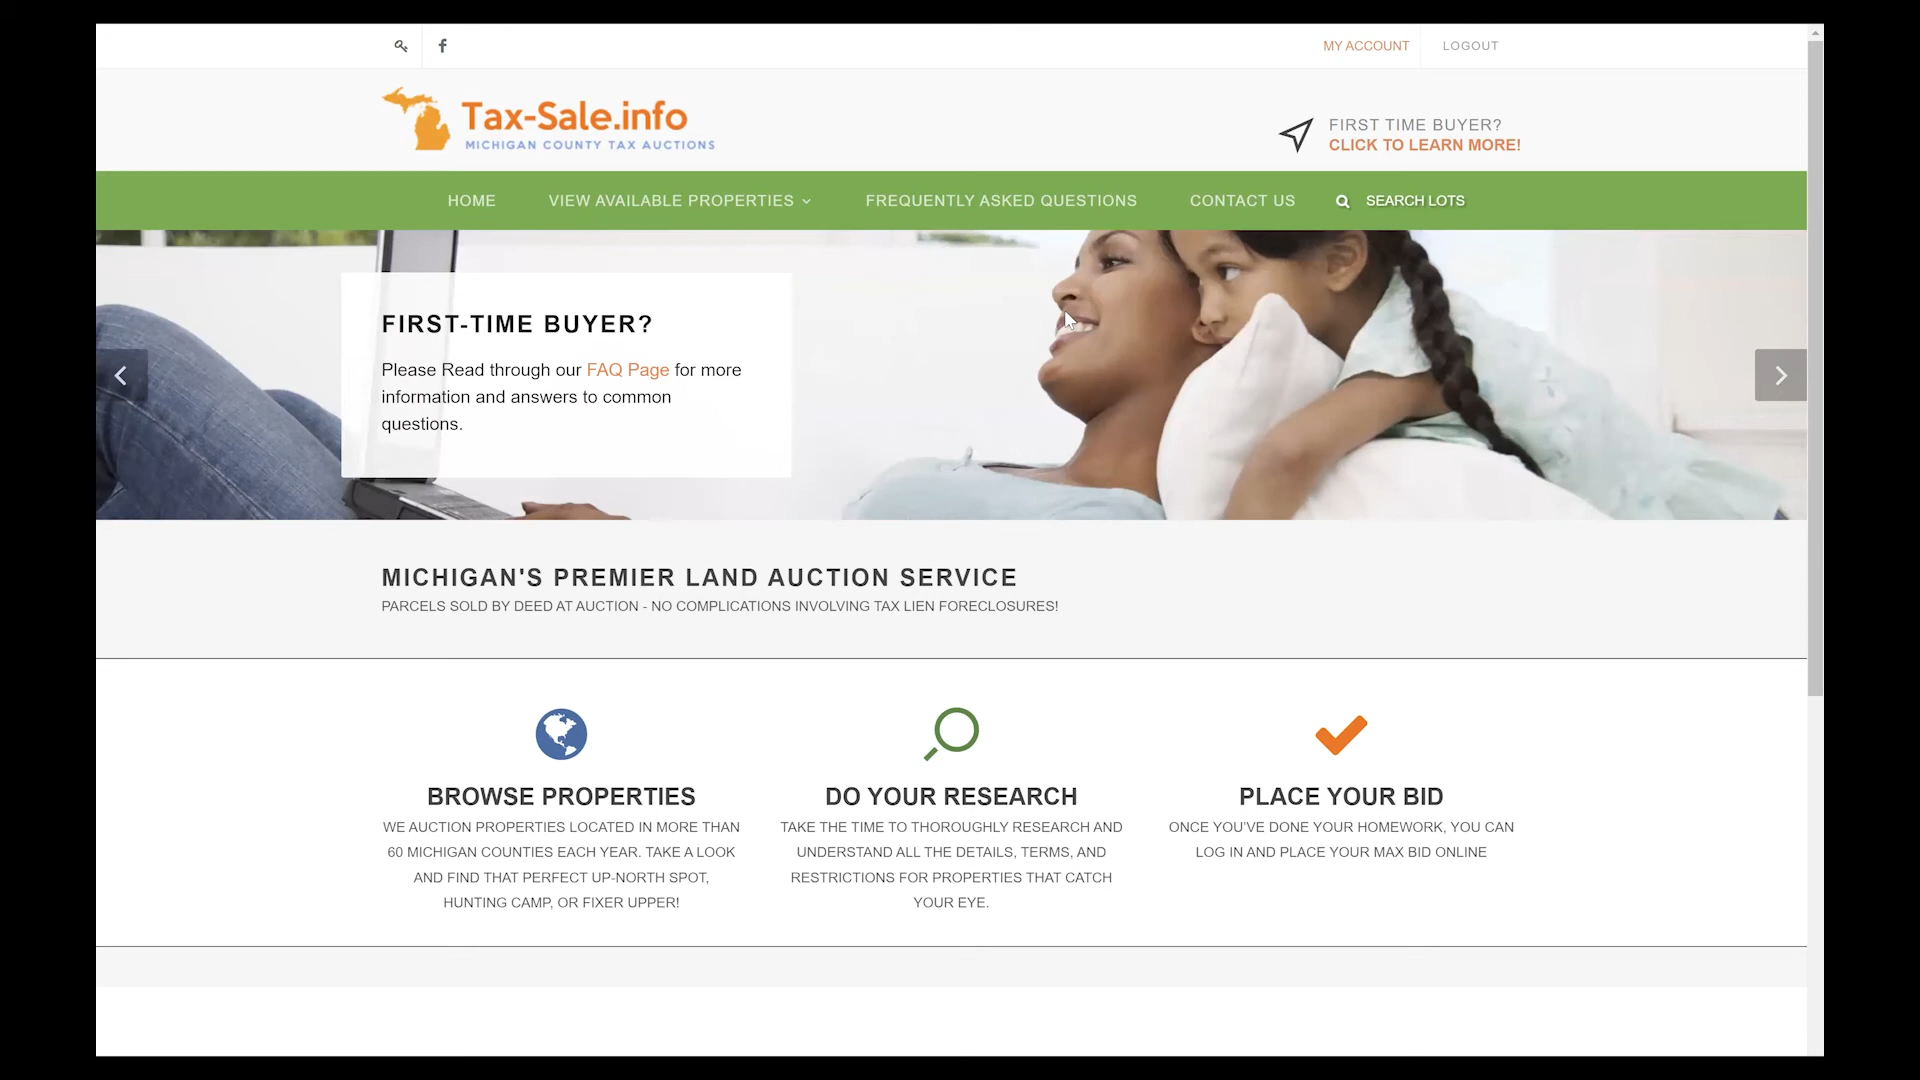 MY ACCOUNT
LOGOUT
Tax-Sale.info
MICHIGAN COUNTY TAX AUCTIONS
FIRST TIME BUYER?
CLICK TO LEARN MORE!
HOME
VIEW AVAILABLE PROPERTIES
FREQUENTLY ASKED QUESTIONS
CONTACT US
SEARCH LOTS
FIRST-TIME BUYER?
Please Read through our FAQ Page for more
information and answers to common
questions.
MICHIGAN'S PREMIER LAND AUCTION SERVICE
PARCELS SOLD BY DEED AT AUCTION - NO COMPLICATIONS INVOLVING TAX LIEN FORECLOSURES!
BROWSE PROPERTIES
WE AUCTION PROPERTIES LOCATED IN MORE THAN
60 MICHIGAN COUNTIES EACH YEAR. TAKE A LOOK
AND FIND THAT PERFECT UP-NORTH SPOT,
HUNTING CAMP, OR FIXER UPPER!
DO YOUR RESEARCH
TAKE THE TIME TO THOROUGHLY RESEARCH AND
UNDERSTAND ALL THE DETAILS, TERMS, AND
RESTRICTIONS FOR PROPERTIES THAT CATCH
YOUR EYE.
PLACE YOUR BID
ONCE YOU'VE DONE YOUR HOMEWORK, YOU CAN
LOG IN AND PLACE YOUR MAX BID ONLINE